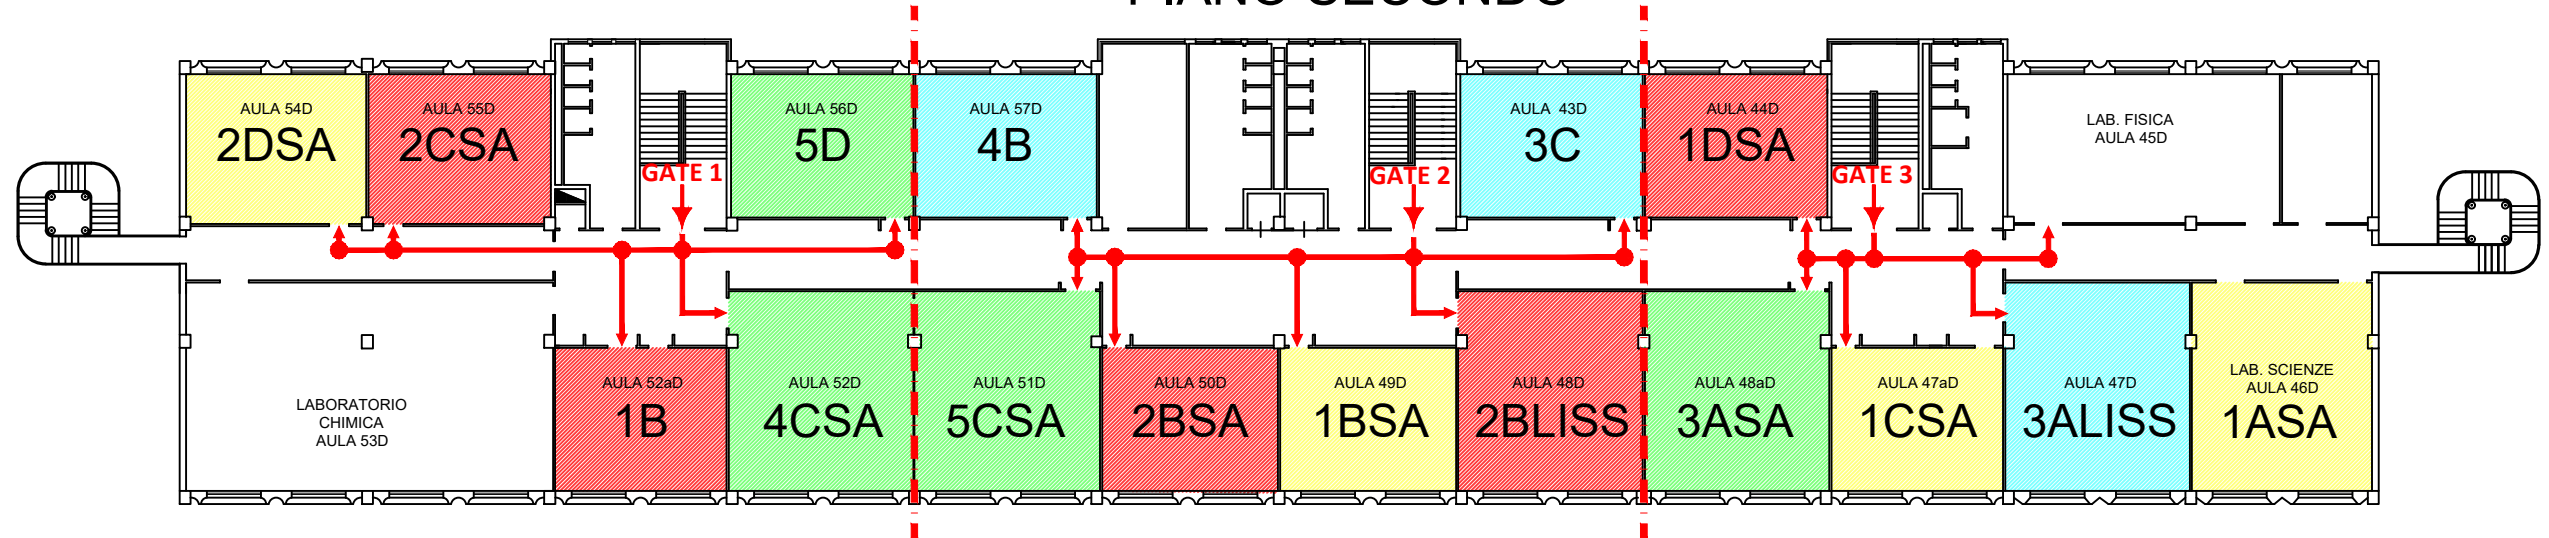 PIANO SECONDO
AULA 54D
2DSA
AULA 55D
2CSA
GATE 1
AULA 56D
5D
AULA 57D
4B
GATE 2
AULA 43D
3C
AULA 44D
1DSA
GATE 3
LAB. FISICA
AULA 45D
LABORATORIO
CHIMICA
AULA 53D
AULA 52aD
1B
AULA 52D
4CSA
AULA 51D
5CSA
AULA 50D
2BSA
AULA 49D
1BSA
AULA 48D
2BLISS
AULA 48aD
3ASA
AULA 47aD
1CSA
AULA 47D
3ALISS
LAB. SCIENZE
AULA 46D
1ASA